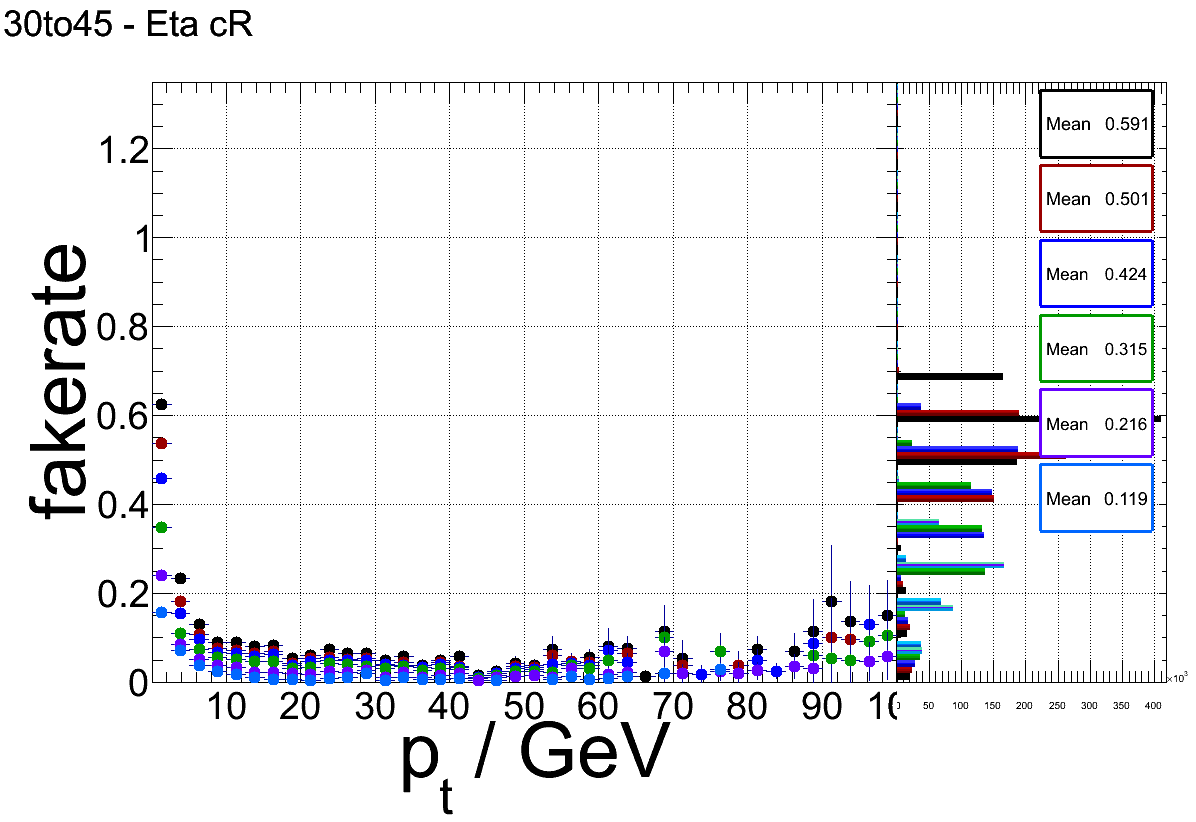 30to45 - Eta cR
1.2
1
0.8
0.6
0.4
0.2
0
fakerate
10 20 30 40 50 60 70 80 90
p_t / GeV
Mean 0.591
Mean 0.501
Mean 0.424
Mean 0.315
Mean 0.216
Mean 0.119
50 100 150 200 250 300 350 400
×10³